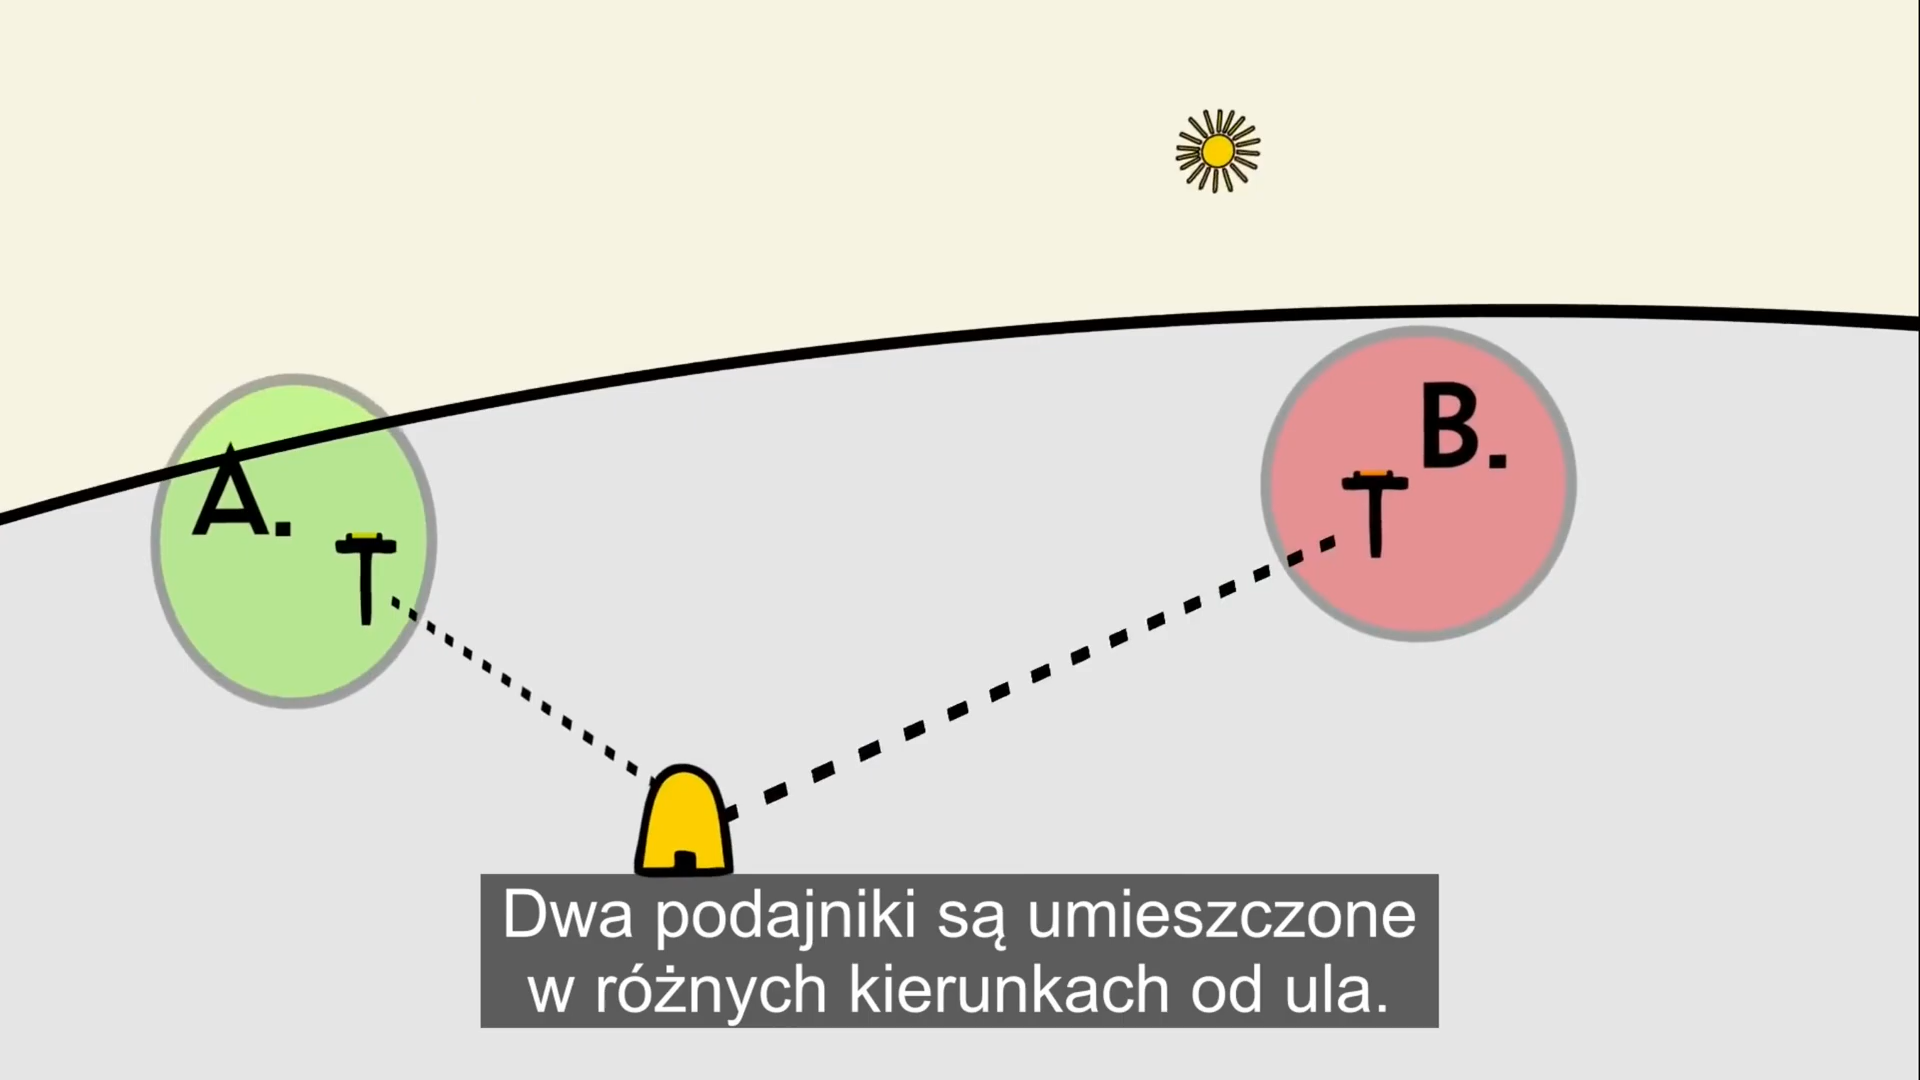 A.
B.
Dwa podajniki są umieszczone
w różnych kierunkach od ula.